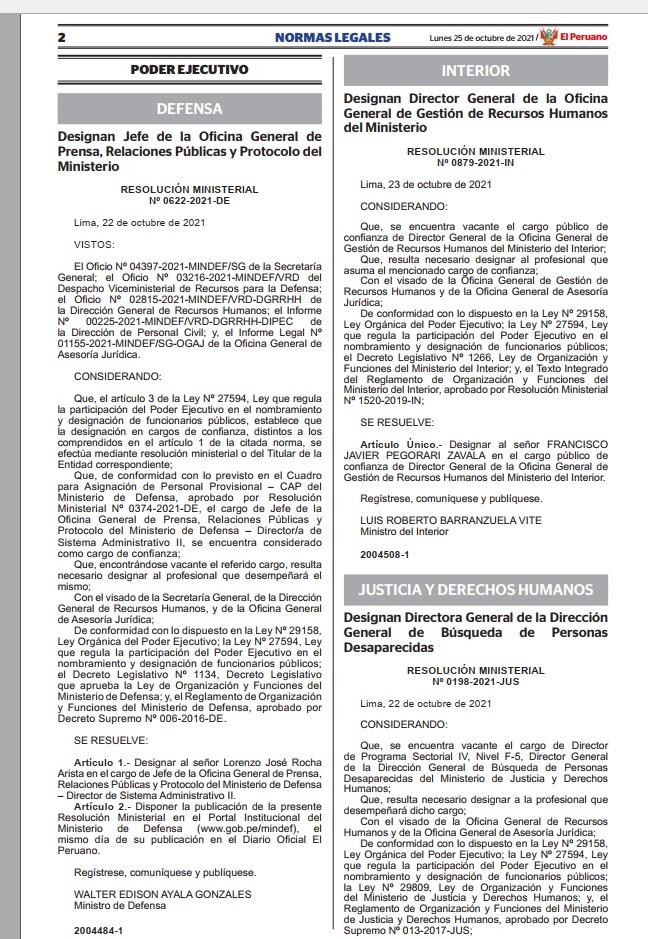 2
NORMAS LEGALES
Lunes 25 de octubre de 2021 /
El Peruano
PODER EJECUTIVO
DEFENSA
Designan Jefe de la Oficina General de
Prensa, Relaciones Públicas y Protocolo del
Ministerio
RESOLUCIÓN MINISTERIAL
Nº 0622-2021-DE
Lima, 22 de octubre de 2021
VISTOS:
El Oficio Nº 04397-2021-MINDEF/SG de la Secretaría
General; el Oficio Nº 03216-2021-MINDEF/VRD del
Despacho Viceministerial de Recursos para la Defensa;
el Oficio Nº 02815-2021-MINDEF/VRD-DGRRHH de
la Dirección General de Recursos Humanos; el Informe
Nº 00225-2021-MINDEF/VRD-DGRRHH-DIPEC de
la Dirección de Personal Civil; y, el Informe Legal Nº
01155-2021-MINDEF/SG-OGAJ de la Oficina General de
Asesoría Jurídica.
CONSIDERANDO:
Que, el artículo 3 de la Ley Nº 27594, Ley que regula
la participación del Poder Ejecutivo en el nombramiento
y designación de funcionarios públicos, establece que
la designación en cargos de confianza, distintos a los
comprendidos en el artículo 1 de la citada norma, se
efectúa mediante resolución ministerial o del Titular de la
Entidad correspondiente;
Que, de conformidad con lo previsto en el Cuadro
para Asignación de Personal Provisional – CAP del
Ministerio de Defensa, aprobado por Resolución
Ministerial Nº 0374-2021-DE, el cargo de Jefe de la
Oficina General de Prensa, Relaciones Públicas y
Protocolo del Ministerio de Defensa – Director/a de
Sistema Administrativo II, se encuentra considerado
como cargo de confianza;
Que, encontrándose vacante el referido cargo, resulta
necesario designar al profesional que desempeñará el
mismo;
Con el visado de la Secretaría General, de la Dirección
General de Recursos Humanos, y de la Oficina General
de Asesoría Jurídica;
De conformidad con lo dispuesto en la Ley Nº 29158,
Ley Orgánica del Poder Ejecutivo; la Ley Nº 27594, Ley
que regula la participación del Poder Ejecutivo en el
nombramiento y designación de funcionarios públicos;
el Decreto Legislativo Nº 1134, Decreto Legislativo
que aprueba la Ley de Organización y Funciones del
Ministerio de Defensa; y, el Reglamento de Organización
y Funciones del Ministerio de Defensa, aprobado por
Decreto Supremo Nº 006-2016-DE.
SE RESUELVE:
Artículo 1.- Designar al señor Lorenzo José Rocha
Arista en el cargo de Jefe de la Oficina General de Prensa,
Relaciones Públicas y Protocolo del Ministerio de Defensa
– Director de Sistema Administrativo II.
Artículo 2.- Disponer la publicación de la presente
Resolución Ministerial en el Portal Institucional del
Ministerio de Defensa (www.gob.pe/mindef), el
mismo día de su publicación en el Diario Oficial El
Peruano.
Regístrese, comuníquese y publíquese.
WALTER EDISON AYALA GONZALES
Ministro de Defensa
2004484-1
INTERIOR
Designan Director General de la Oficina
General de Gestión de Recursos Humanos
del Ministerio
RESOLUCIÓN MINISTERIAL
Nº 0879-2021-IN
Lima, 23 de octubre de 2021
CONSIDERANDO:
Que, se encuentra vacante el cargo público de
confianza de Director General de la Oficina General de
Gestión de Recursos Humanos del Ministerio del Interior;
Que, resulta necesario designar al profesional que
asuma el mencionado cargo de confianza;
Con el visado de la Oficina General de Gestión de
Recursos Humanos y de la Oficina General de Asesoría
Jurídica;
De conformidad con lo dispuesto en la Ley Nº 29158,
Ley Orgánica del Poder Ejecutivo; la Ley Nº 27594, Ley
que regula la participación del Poder Ejecutivo en el
nombramiento y designación de funcionarios públicos;
el Decreto Legislativo Nº 1266, Ley de Organización y
Funciones del Ministerio del Interior; y, el Texto Integrado
del Reglamento de Organización y Funciones del
Ministerio del Interior, aprobado por Resolución Ministerial
Nº 1520-2019-IN;
SE RESUELVE:
Artículo Único.- Designar al señor FRANCISCO
JAVIER PEGORARI ZAVALA en el cargo público de
confianza de Director General de la Oficina General de
Gestión de Recursos Humanos del Ministerio del Interior.
Regístrese, comuníquese y publíquese.
LUIS ROBERTO BARRANZUELA VITE
Ministro del Interior
2004508-1
JUSTICIA Y DERECHOS HUMANOS
Designan Directora General de la Dirección
General de Búsqueda de Personas
Desaparecidas
RESOLUCIÓN MINISTERIAL
Nº 0198-2021-JUS
Lima, 22 de octubre de 2021
CONSIDERANDO:
Que, se encuentra vacante el cargo de Director
de Programa Sectorial IV, Nivel F-5, Director General
de la Dirección General de Búsqueda de Personas
Desaparecidas del Ministerio de Justicia y Derechos
Humanos;
Que, resulta necesario designar a la profesional que
desempeñará dicho cargo;
Con el visado de la Oficina General de Recursos
Humanos y de la Oficina General de Asesoría Jurídica;
De conformidad con lo dispuesto en la Ley Nº 29158,
Ley Orgánica del Poder Ejecutivo; la Ley Nº 27594, Ley
que regula la participación del Poder Ejecutivo en el
nombramiento y designación de funcionarios públicos;
la Ley Nº 29809, Ley de Organización y Funciones
del Ministerio de Justicia y Derechos Humanos; y, el
Reglamento de Organización y Funciones del Ministerio
de Justicia y Derechos Humanos, aprobado por Decreto
Supremo Nº 013-2017-JUS;